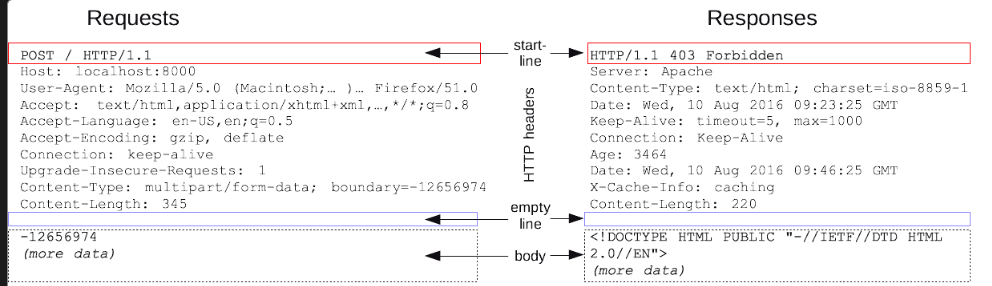 Requests
POST / HTTP/1.1
Host: localhost:8000
User-Agent: Mozilla/5.0 (Macintosh;… )… Firefox/51.0
Accept: text/html,application/xhtml+xml,…,*/*;q=0.8
Accept-Language: en-US,en;q=0.5
Accept-Encoding: gzip, deflate
Connection: keep-alive
Upgrade-Insecure-Requests: 1
Content-Type: multipart/form-data; boundary=-12656974
Content-Length: 345
-12656974
(more data)
start-
line
HTTP headers
empty
line
body
Responses
HTTP/1.1 403 Forbidden
Server: Apache
Content-Type: text/html; charset=iso-8859-1
Date: Wed, 10 Aug 2016 09:23:25 GMT
Keep-Alive: timeout=5, max=1000
Connection: Keep-Alive
Age: 3464
Date: Wed, 10 Aug 2016 09:46:25 GMT
X-Cache-Info: caching
Content-Length: 220
<!DOCTYPE HTML PUBLIC "-//IETF//DTD HTML
2.0//EN">
(more data)